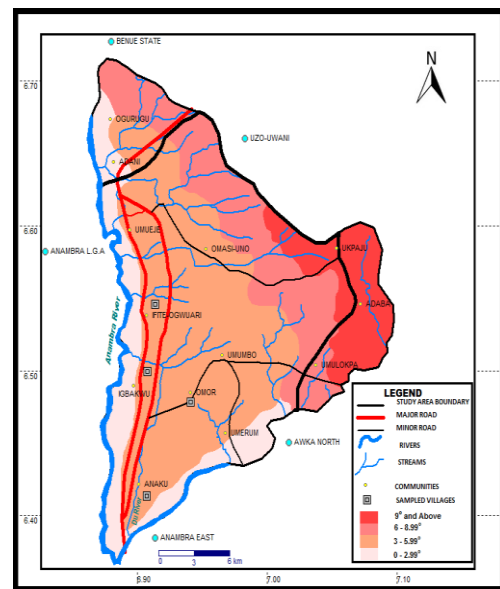 BENUE STATE
N
6.70
OGURUGU
UZO-UWANI
ADANI
6.60
UMUEJE
OMASI-UNO
UKPAJU
ANAMBRA L.G.A
ADABA
IFITE-OGWUARI
Anambra River
UMUMBO
UMULOKPA
6.50
IGBAKWU
OMOR
LEGEND
STUDY AREA BOUNDARY
MAJOR ROAD
MINOR ROAD
UMERUM
AWKA NORTH
RIVERS
STREAMS
ANAKU
COMMUNITIES
SAMPLED VILLAGES
6.40
9° and Above
6 - 8.99°
ANAMBRA EAST
3 - 5.99°
0 - 2.99°
0 3 6 km
6.90
7.00
7.10